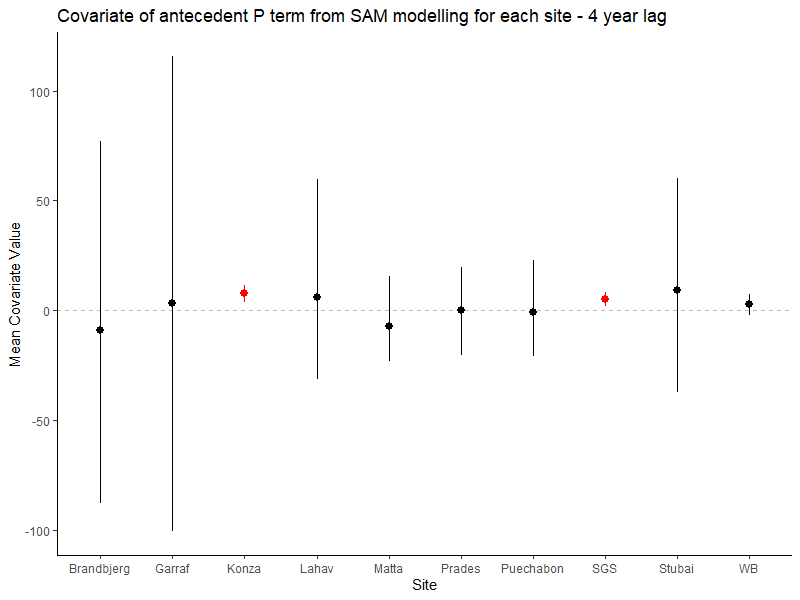 Covariate of antecedent P term from SAM modelling for each site - 4 year lag
Mean Covariate Value
100
50
0
-50
-100
Brandbjerg Garraf Konza Lahav Matta Prades Puechabon SGS Stubai WB
Site